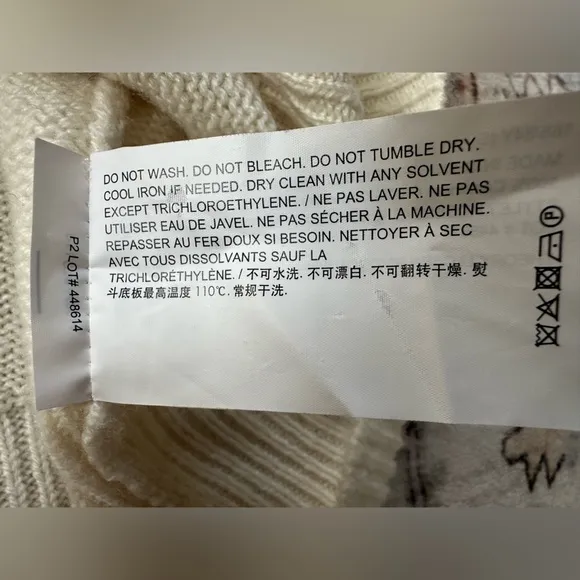 DO NOT WASH. DO NOT BLEACH. DO NOT TUMBLE DRY.
COOL IRON IF NEEDED. DRY CLEAN WITH ANY SOLVENT
EXCEPT TRICHLOROETHYLENE. / NE PAS LAVER. NE PAS
UTILISER EAU DE JAVEL. NE PAS SÉCHER À LA MACHINE.
REPASSER AU FER DOUX SI BESOIN. NETTOYER À SEC
AVEC TOUS DISSOLVANTS SAUF LA
TRICHLORÉTHYLÈNE. / 不可水洗. 不可漂白. 不可翻转干燥. 熨
斗底板最高温度 110℃. 常规干洗.
P2 LOT# 448614
P